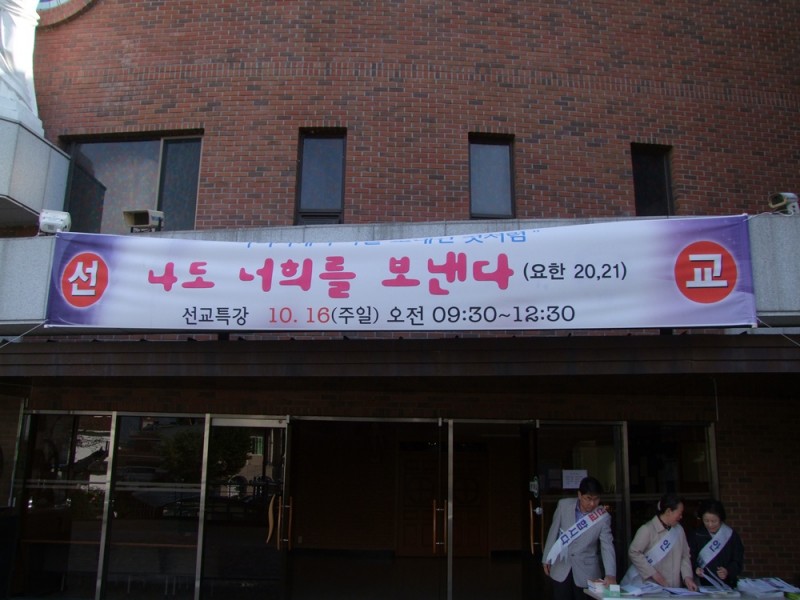 선 나도 너희를 보낸다 (요한 20,21) 교
선교특강 10. 16(주일) 오전 09:30~12:30